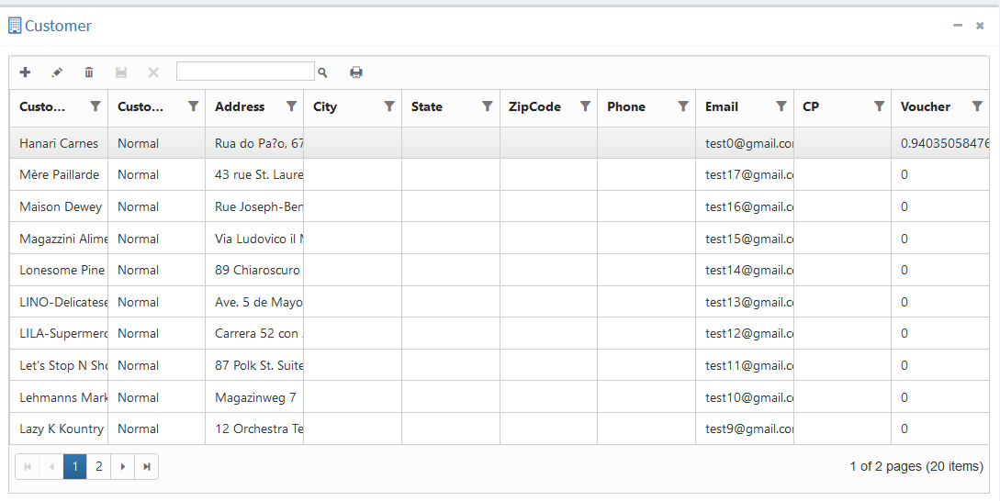 Customer
Custo... Custo... Address City State ZipCode Phone Email CP Voucher
Hanari Carnes Normal Rua do Pa?o, 67 test0@gmail.co 0.94035058476
Mère Paillarde Normal 43 rue St. Laure test17@gmail.c 0
Maison Dewey Normal Rue Joseph-Ben test16@gmail.c 0
Magazzini Alime Normal Via Ludovico il test15@gmail.c 0
Lonesome Pine Normal 89 Chiaroscuro test14@gmail.c 0
LINO-Delicatese Normal Ave. 5 de Mayo test13@gmail.c 0
LILA-Supermerc Normal Carrera 52 con test12@gmail.c 0
Let's Stop N Sho Normal 87 Polk St. Suite test11@gmail.c 0
Lehmanns Mark Normal Magazinweg 7 test10@gmail.c 0
Lazy K Kountry Normal 12 Orchestra Te test9@gmail.co 0
1 2 1 of 2 pages (20 items)